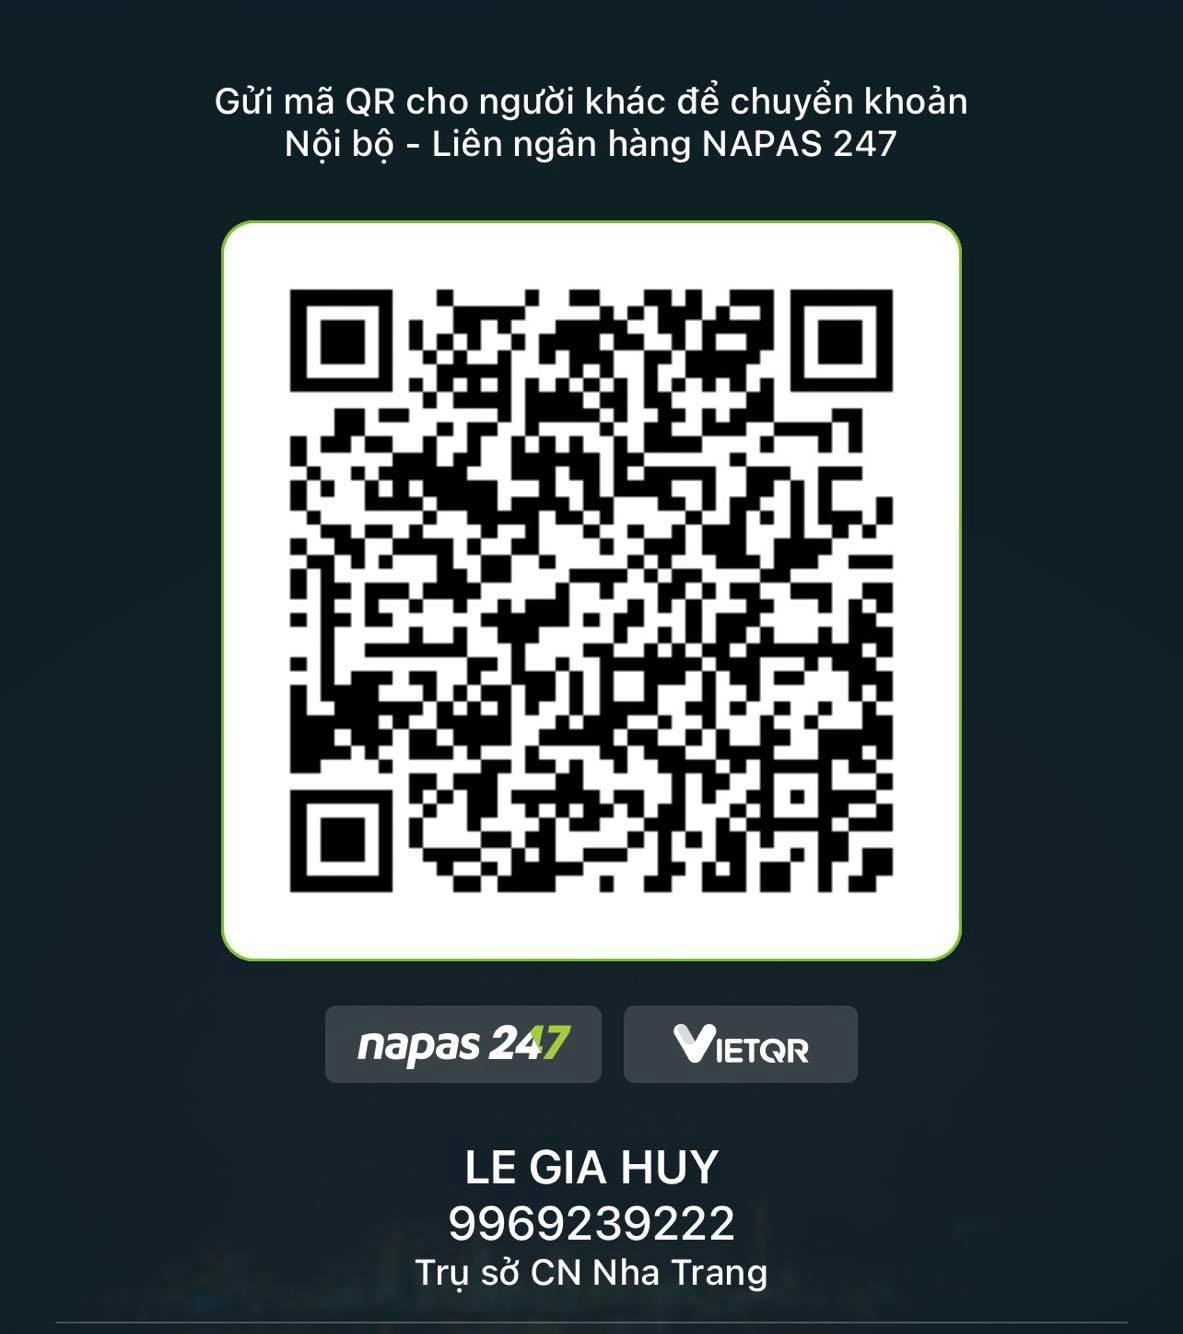 Gửi mã QR cho người khác để chuyển khoản
Nội bộ - Liên ngân hàng NAPAS 247
napas 247
VIETQR
LE GIA HUY
9969239222
Trụ sở CN Nha Trang